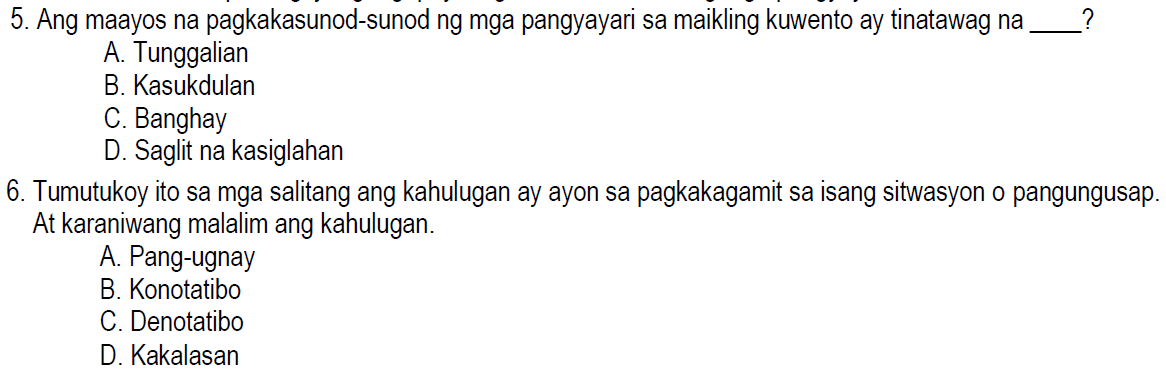 5. Ang maayos na pagkakasunod-sunod ng mga pangyayari sa maikling kuwento ay tinatawag na _____?
A. Tunggalian
B. Kasukdulan
C. Banghay
D. Saglit na kasiglahan
6. Tumutukoy ito sa mga salitang ang kahulugan ay ayon sa pagkakagamit sa isang sitwasyon o pangungusap.
At karaniwang malalim ang kahulugan.
A. Pang-ugnay
B. Konotatibo
C. Denotatibo
D. Kakalasan